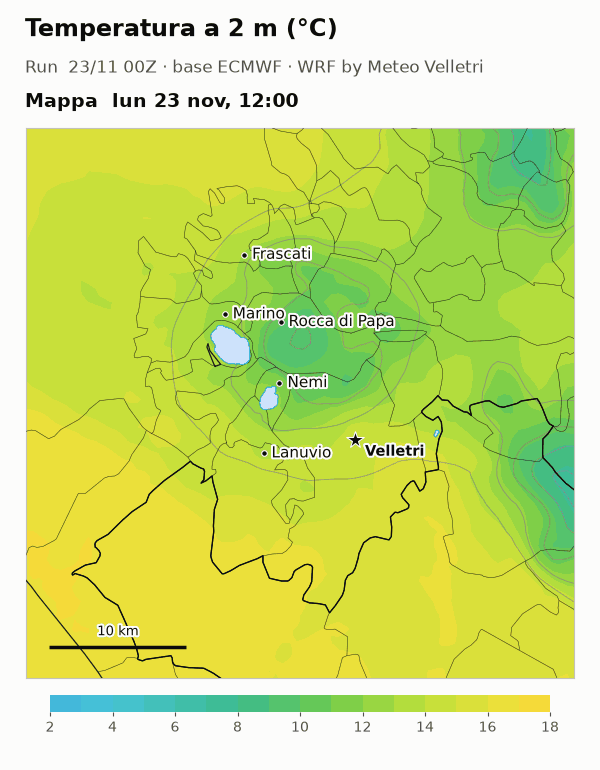 Temperatura a 2 m (°C)
Run  23/11 00Z · base ECMWF · WRF by Meteo Velletri
Mappa  lun 23 nov, 12:00
Frascati
Marino
Rocca di Papa
Nemi
Velletri
Lanuvio
10 km
2 4 6 8 10 12 14 16 18